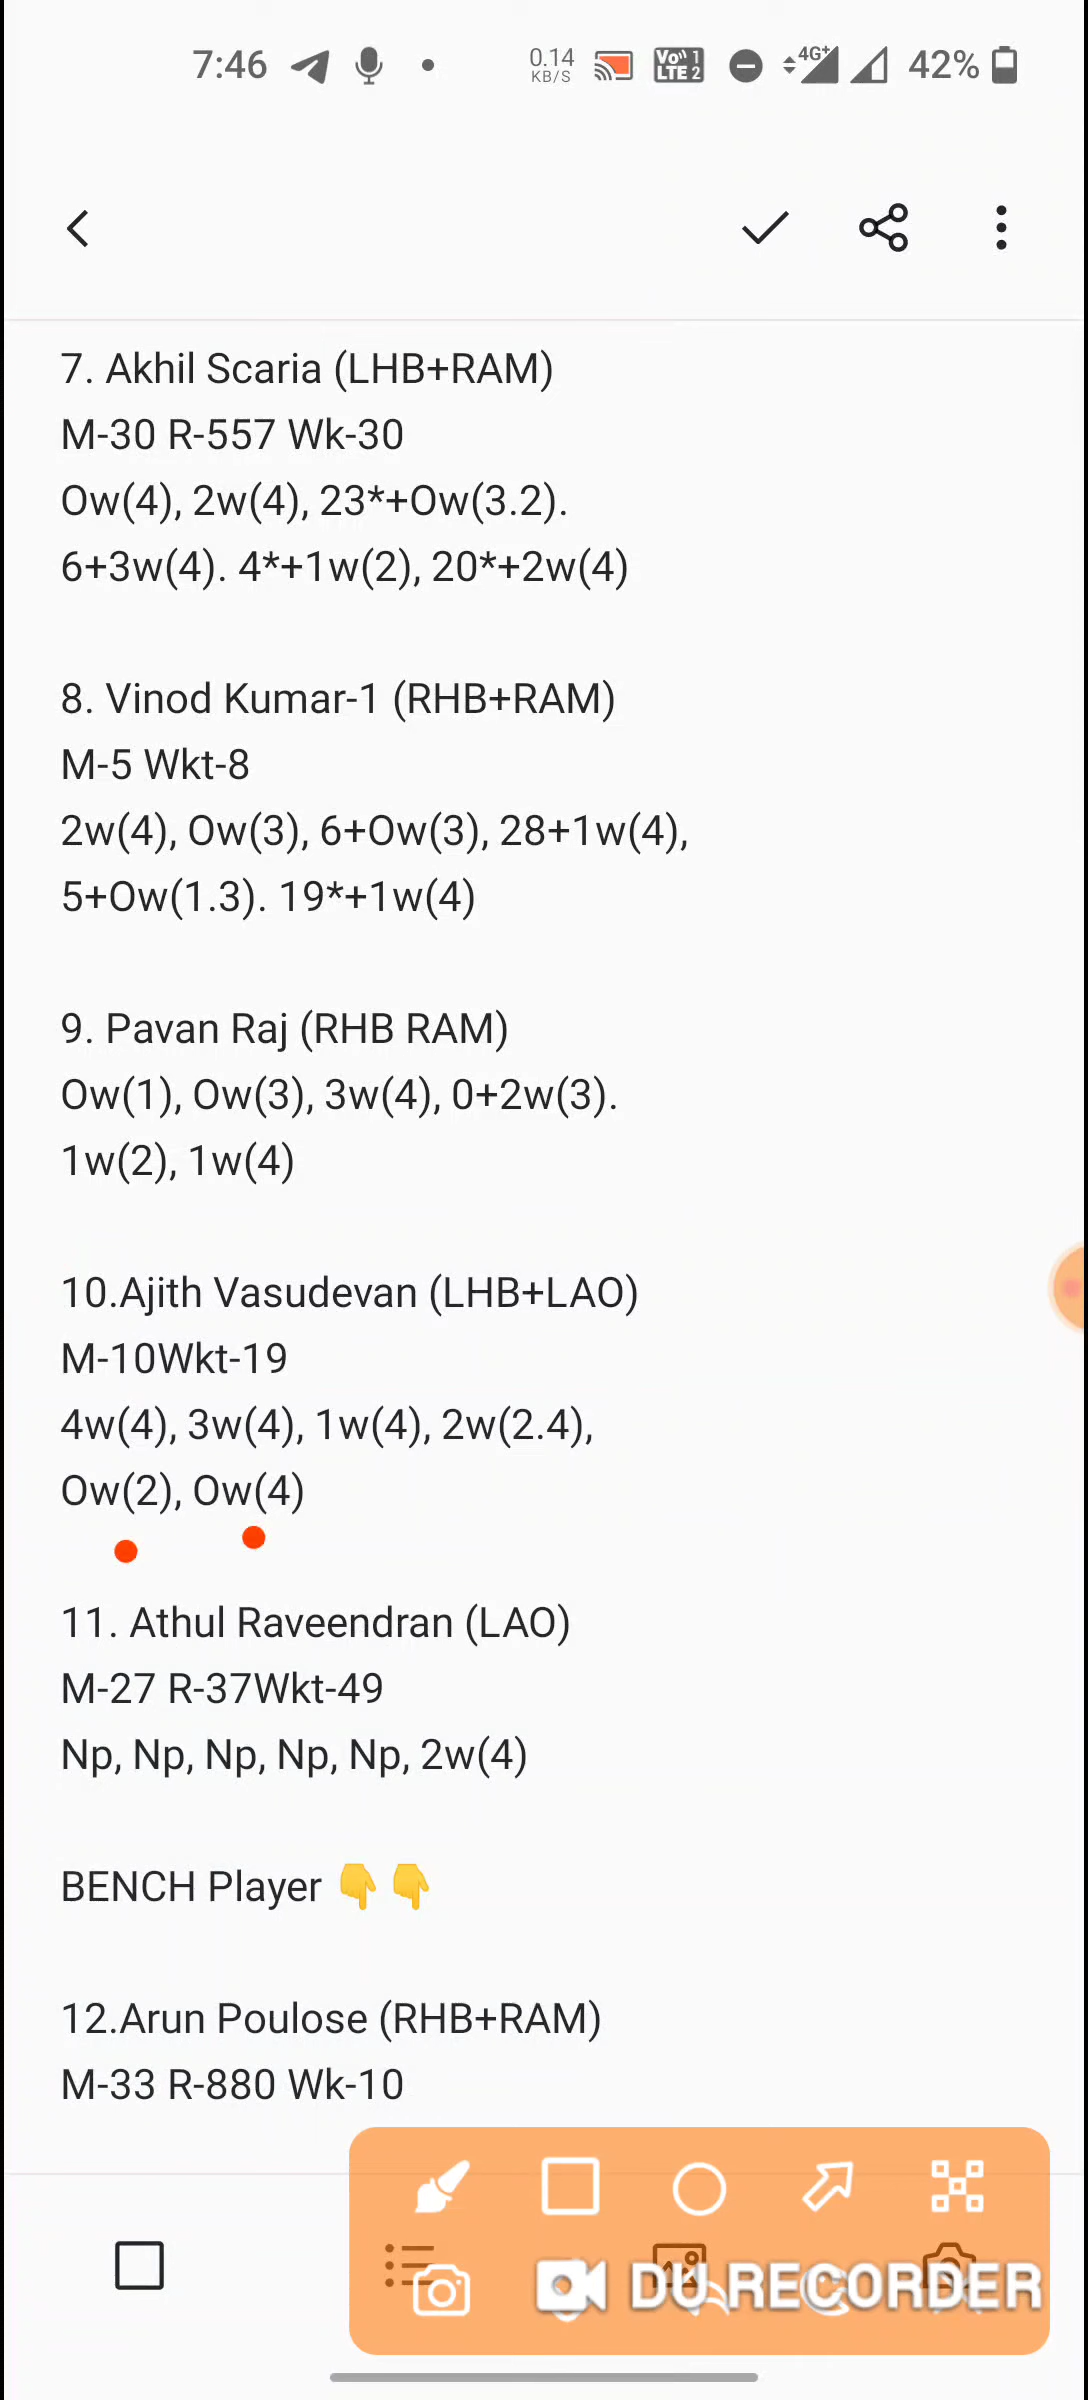 7:46
0.14
KB/S
Vo)) 1
LTE 2
4G+
42%
7. Akhil Scaria (LHB+RAM)
M-30 R-557 Wk-30
Ow(4), 2w(4), 23*+Ow(3.2).
6+3w(4). 4*+1w(2), 20*+2w(4)
8. Vinod Kumar-1 (RHB+RAM)
M-5 Wkt-8
2w(4), Ow(3), 6+Ow(3), 28+1w(4),
5+Ow(1.3). 19*+1w(4)
9. Pavan Raj (RHB RAM)
Ow(1), Ow(3), 3w(4), 0+2w(3).
1w(2), 1w(4)
10.Ajith Vasudevan (LHB+LAO)
M-10Wkt-19
4w(4), 3w(4), 1w(4), 2w(2.4),
Ow(2), Ow(4)
11. Athul Raveendran (LAO)
M-27 R-37Wkt-49
Np, Np, Np, Np, Np, 2w(4)
BENCH Player 👇👇
12.Arun Poulose (RHB+RAM)
M-33 R-880 Wk-10
DU RECORDER